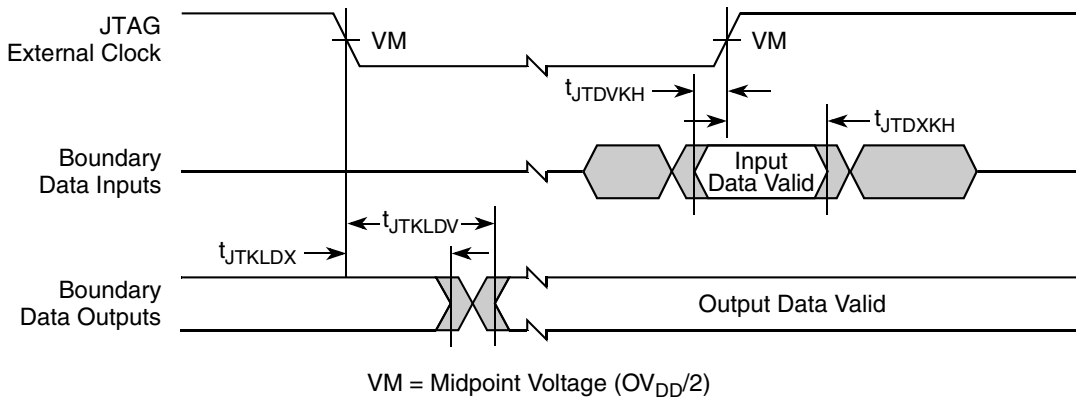 JTAG
External Clock
VM
VM
tJTDVKH
tJTDXKH
Boundary
Data Inputs
Input
Data Valid
tJTKLDV
tJTKLDX
Boundary
Data Outputs
Output Data Valid
VM = Midpoint Voltage (OVDD/2)